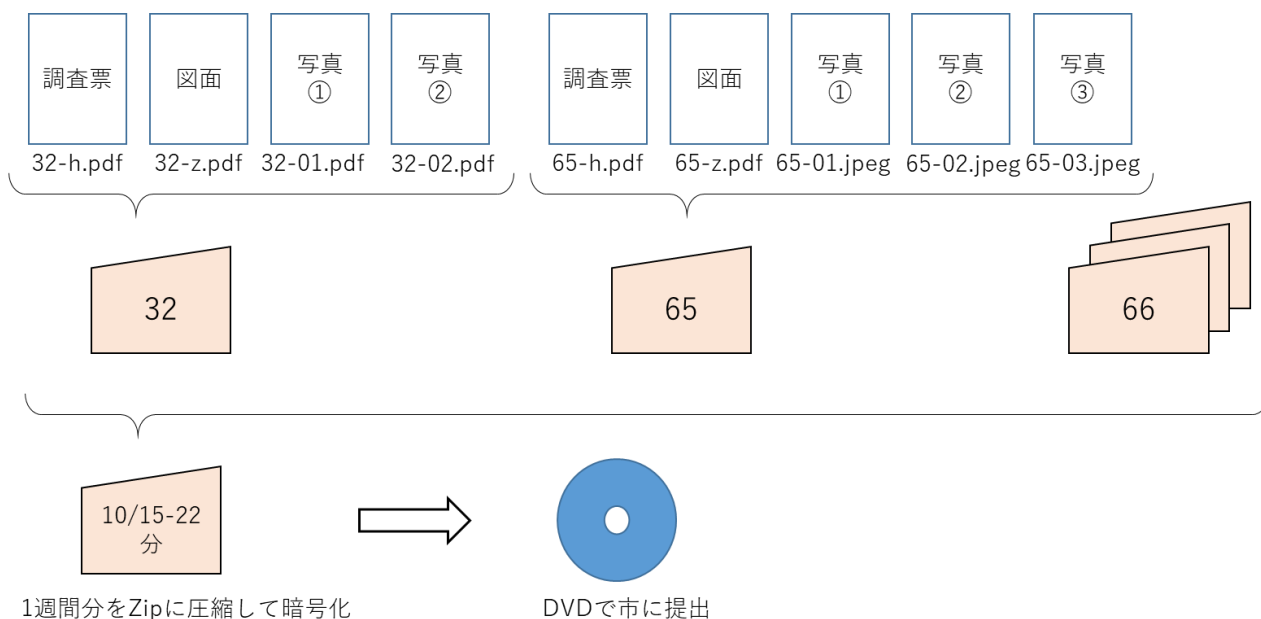 調査票
図面
写真
①
写真
②
調査票
図面
写真
①
写真
②
写真
③
32-h.pdf
32-z.pdf
32-01.pdf
32-02.pdf
65-h.pdf
65-z.pdf
65-01.jpeg
65-02.jpeg
65-03.jpeg
32
65
66
10/15-22
分
1週間分をZipに圧縮して暗号化
DVDで市に提出